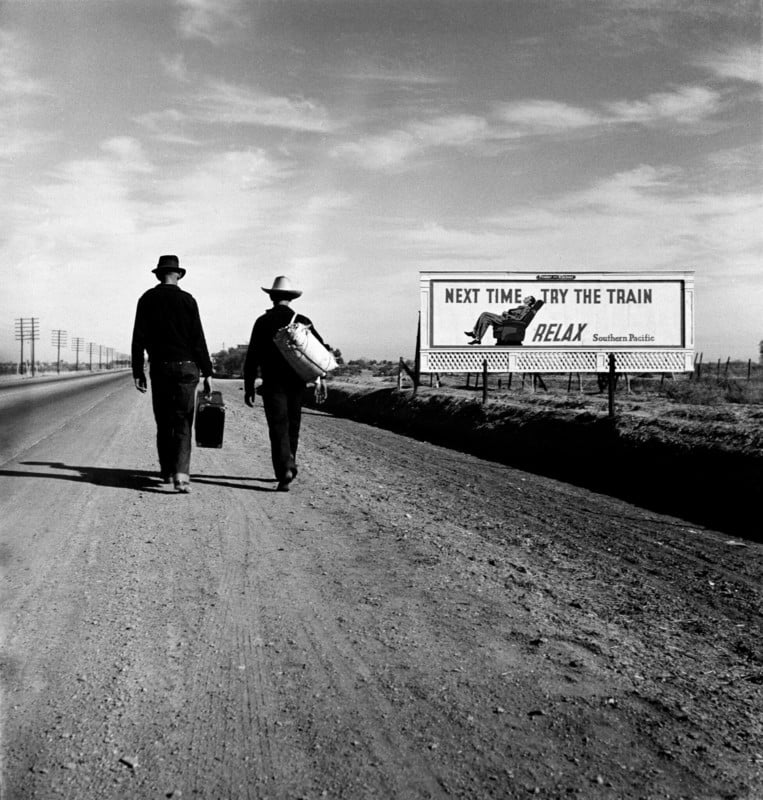 NEXT TIME TRY THE TRAIN
RELAX
Southern Pacific